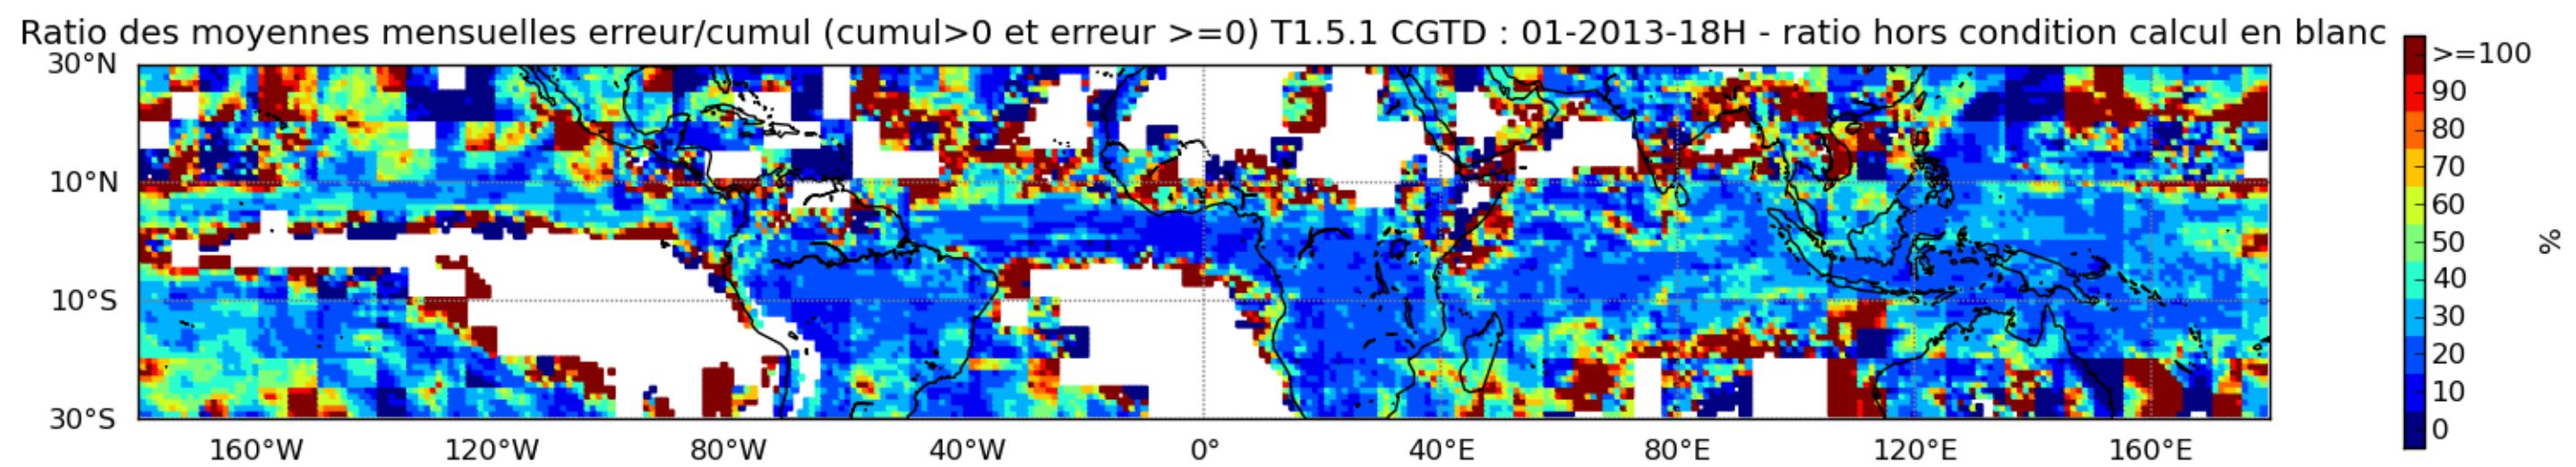 Ratio des moyennes mensuelles erreur/cumul (cumul>0 et erreur >=0) T1.5.1 CGTD : 01-2013-18H - ratio hors condition calcul en blanc
30°N
10°N
10°S
30°S
160°W 120°W 80°W 40°W 0° 40°E 80°E 120°E 160°E
>=100
90
80
70
60
50
40
30
20
10
0
%